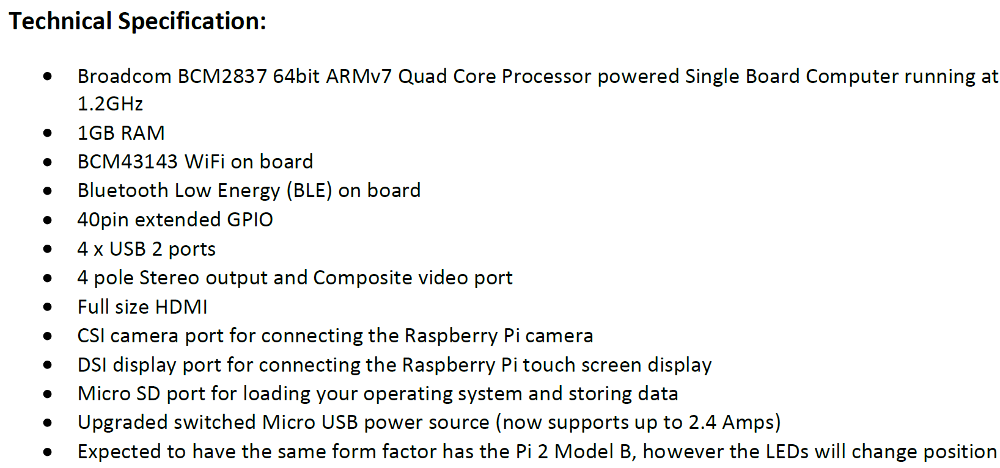 Technical Specification:
• Broadcom BCM2837 64bit ARMv7 Quad Core Processor powered Single Board Computer running at
1.2GHz
• 1GB RAM
• BCM43143 WiFi on board
• Bluetooth Low Energy (BLE) on board
• 40pin extended GPIO
• 4 x USB 2 ports
• 4 pole Stereo output and Composite video port
• Full size HDMI
• CSI camera port for connecting the Raspberry Pi camera
• DSI display port for connecting the Raspberry Pi touch screen display
• Micro SD port for loading your operating system and storing data
• Upgraded switched Micro USB power source (now supports up to 2.4 Amps)
• Expected to have the same form factor has the Pi 2 Model B, however the LEDs will change position